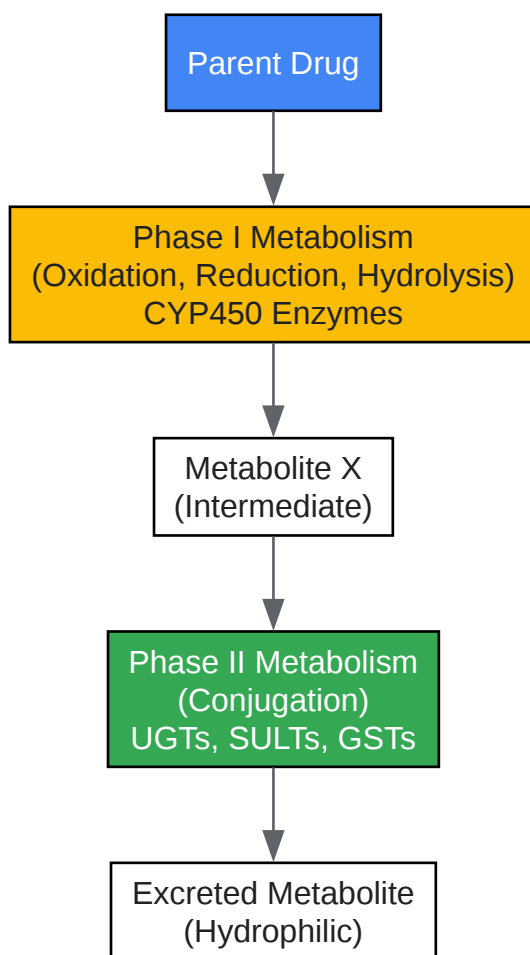 Parent Drug
Phase I Metabolism
(Oxidation, Reduction, Hydrolysis)
CYP450 Enzymes
Metabolite X
(Intermediate)
Phase II Metabolism
(Conjugation)
UGTs, SULTs, GSTs
Excreted Metabolite
(Hydrophilic)